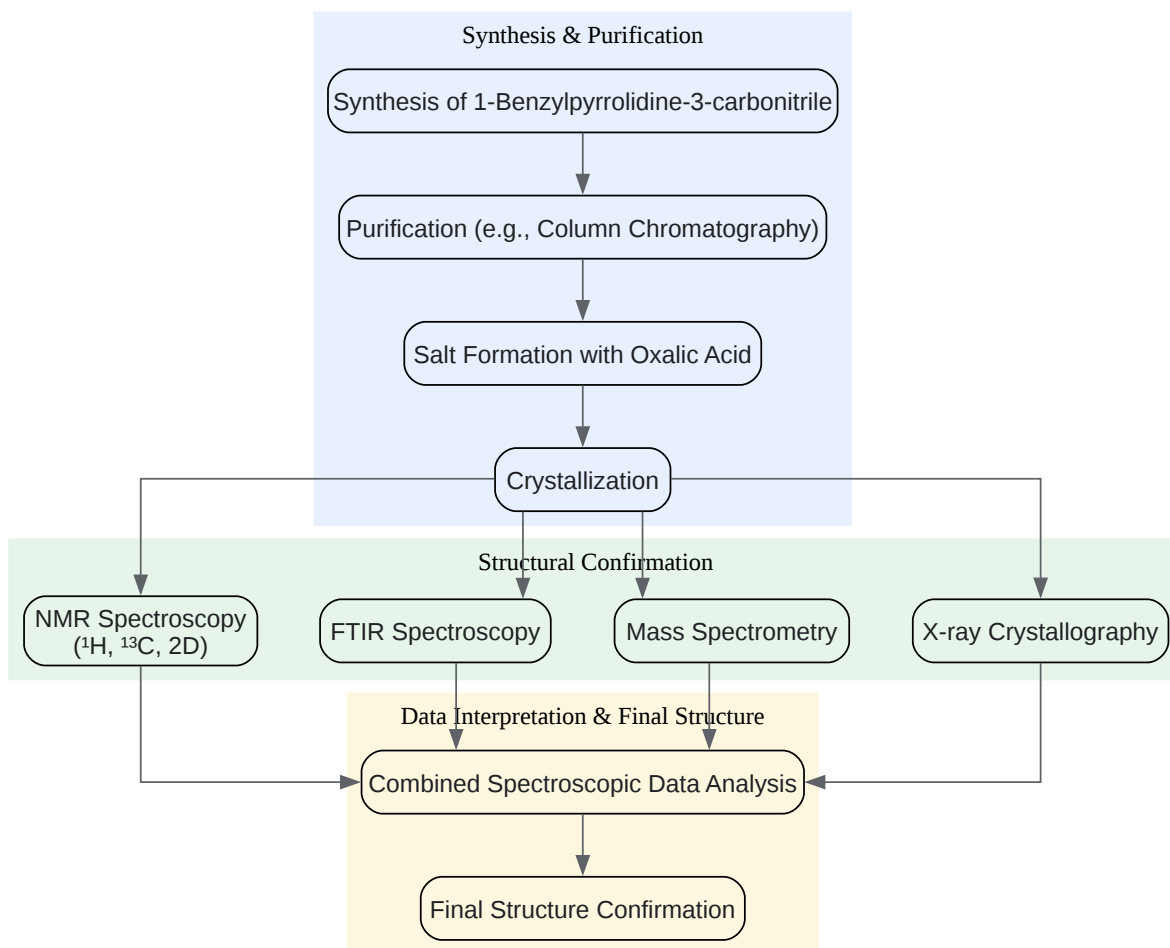 Synthesis & Purification
Synthesis of 1-Benzylpyrrolidine-3-carbonitrile
Purification (e.g., Column Chromatography)
Salt Formation with Oxalic Acid
Crystallization
Structural Confirmation
NMR Spectroscopy
(¹H, ¹³C, 2D)
FTIR Spectroscopy
Mass Spectrometry
X-ray Crystallography
Data Interpretation & Final Structure
Combined Spectroscopic Data Analysis
Final Structure Confirmation